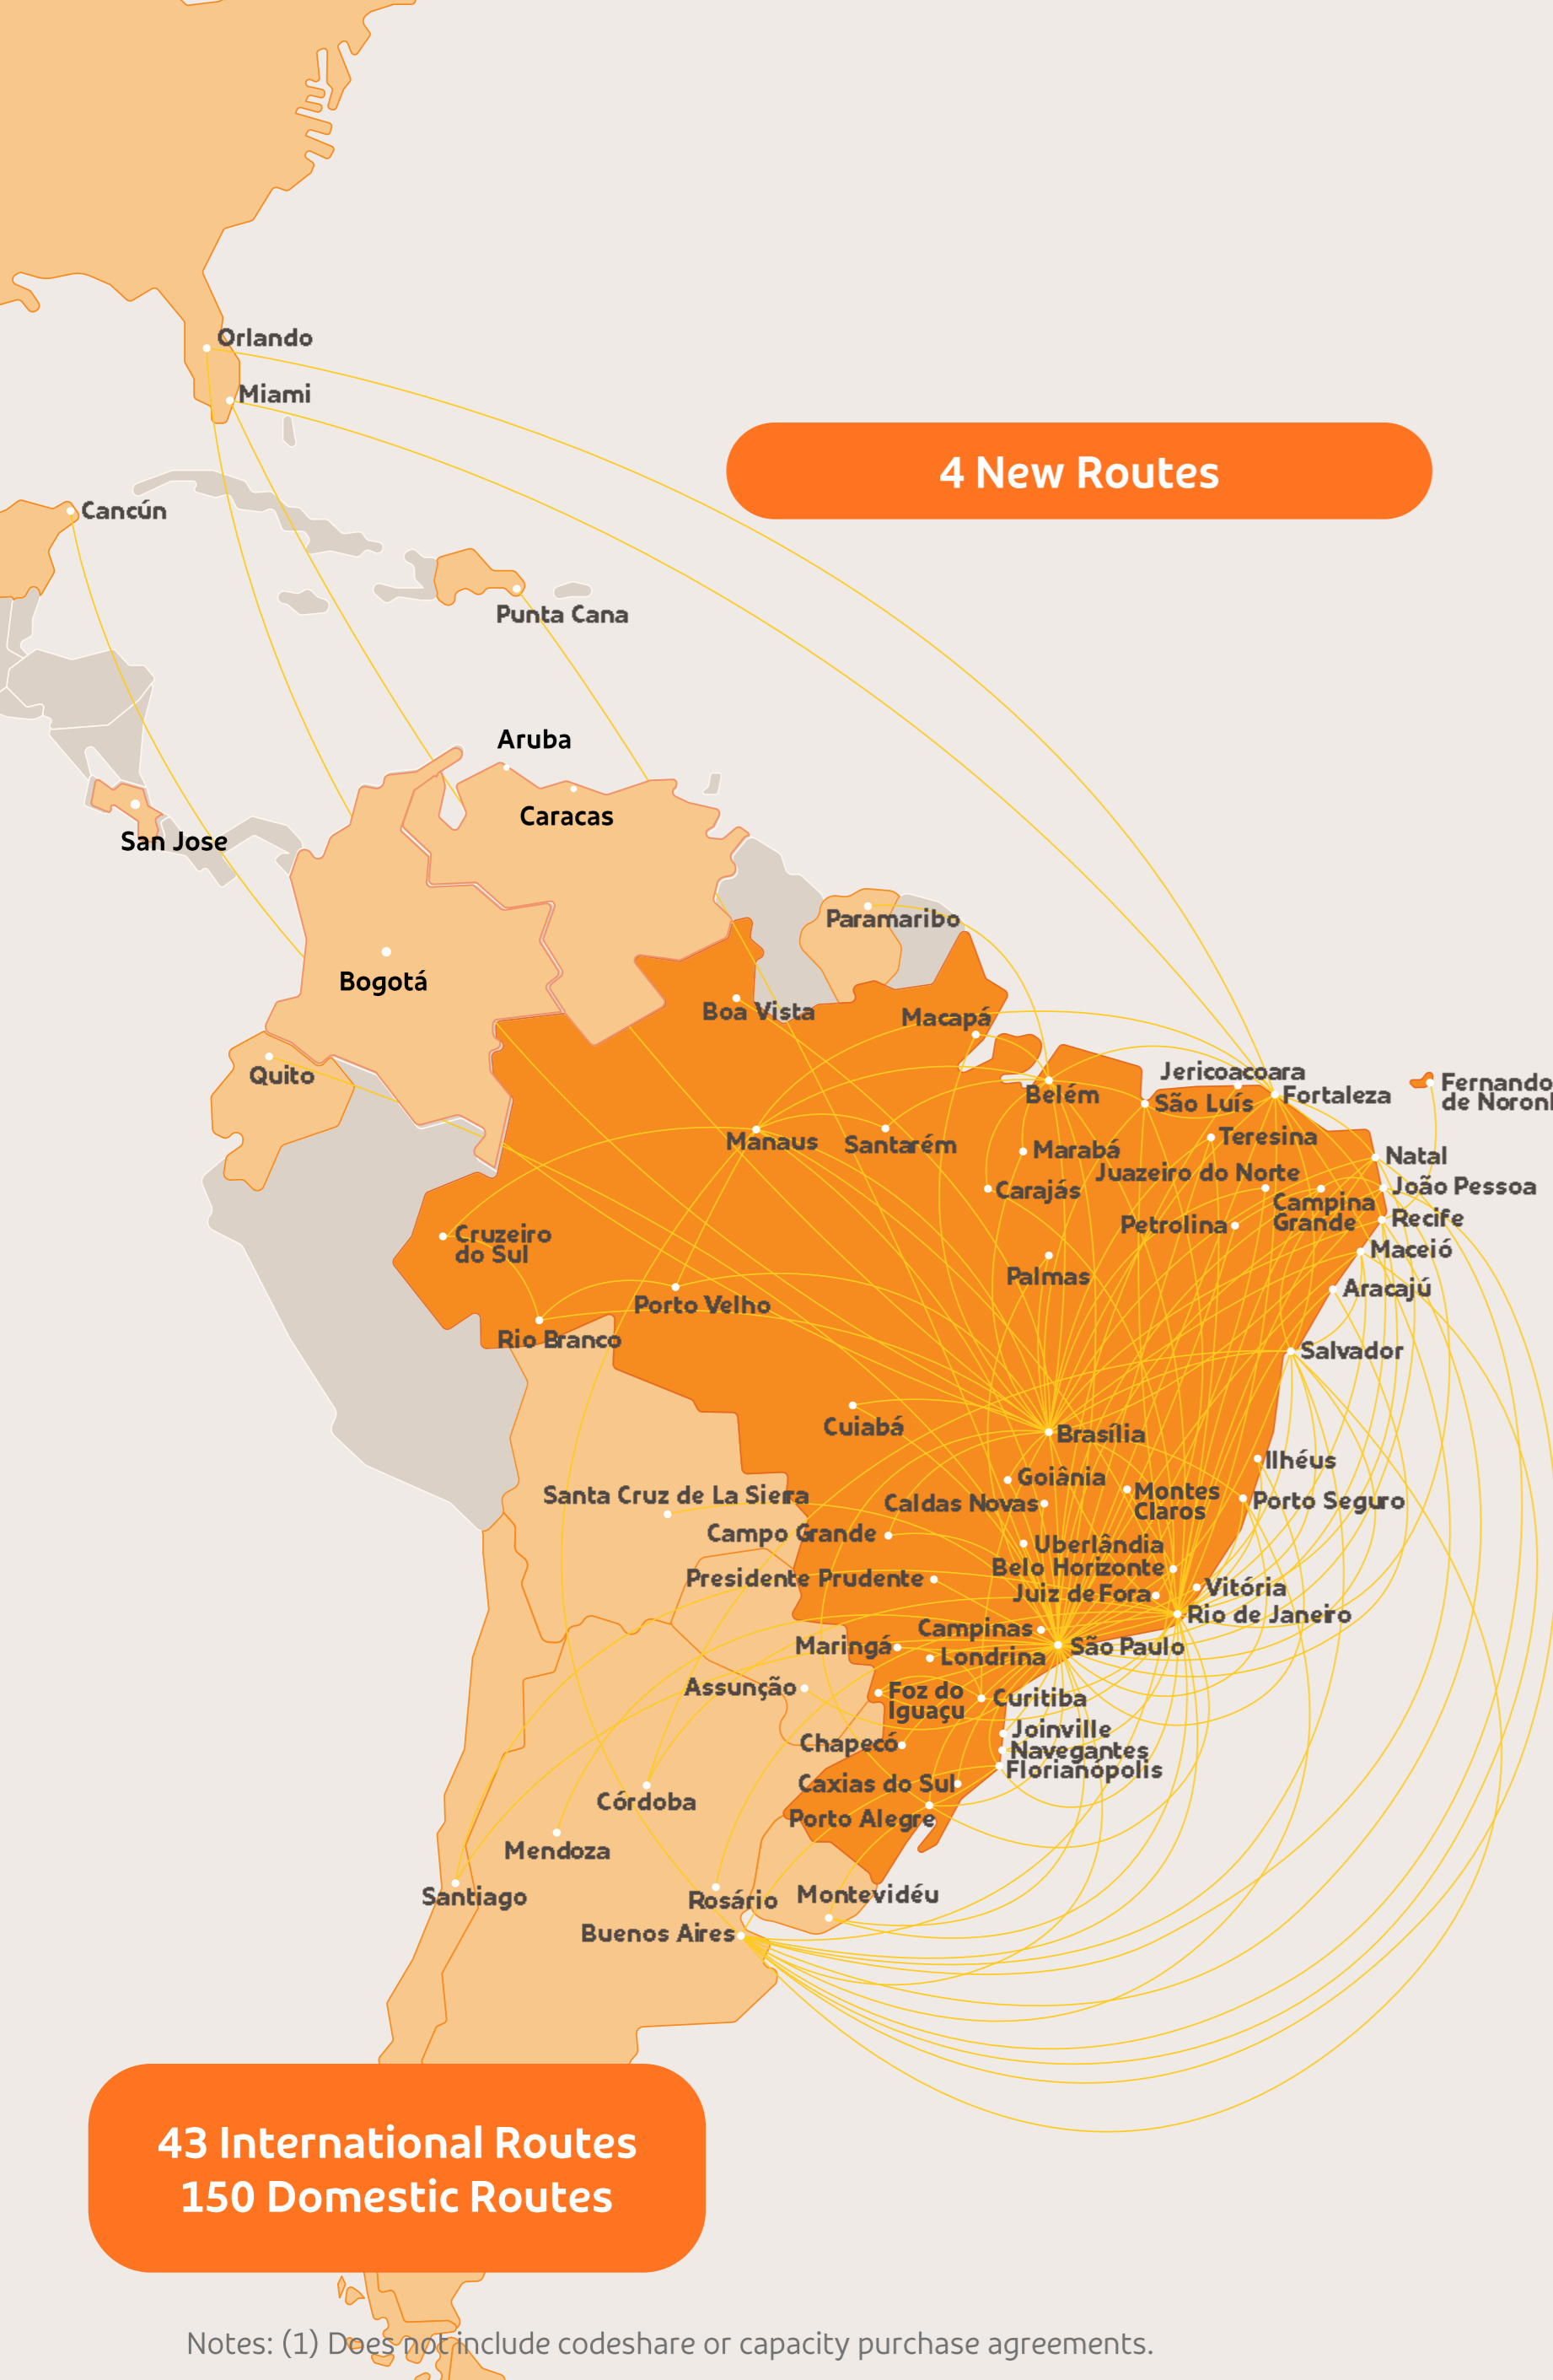 Orlando
Miami
4 New Routes
Cancún
Punta Cana
Aruba
Caracas
San Jose
Paramaribo
Bogotá
Boa Vista
Macapá
Quito
Jericoacoara
Fernando
de Noron
Belém
São Luís
Fortaleza
Manaus
Santarém
Teresina
Marabá
Natal
Juazeiro do Norte
Carajás
João Pessoa
Campina
Grande
Petrolina
Recife
Cruzeiro
do Sul
Maceió
Palmas
Aracajú
Porto Velho
Rio Branco
Salvador
Cuiabá
Brasília
Ilhéus
Goiânia
Santa Cruz de La Sierra
Caldas Novas
Montes
Claros
Porto Seguro
Campo Grande
Uberlândia
Belo Horizonte
Presidente Prudente
Juiz de Fora
Vitória
Rio de Janeiro
Campinas
Maringá
São Paulo
Londrina
Assunção
Foz do
Iguaçu
Curitiba
Joinville
Chapecó
Navegantes
Florianópolis
Caxias do Sul
Córdoba
Porto Alegre
Mendoza
Santiago
Rosário
Montevidéu
Buenos Aires
43 International Routes
150 Domestic Routes
Notes: (1) Does not include codeshare or capacity purchase agreements.